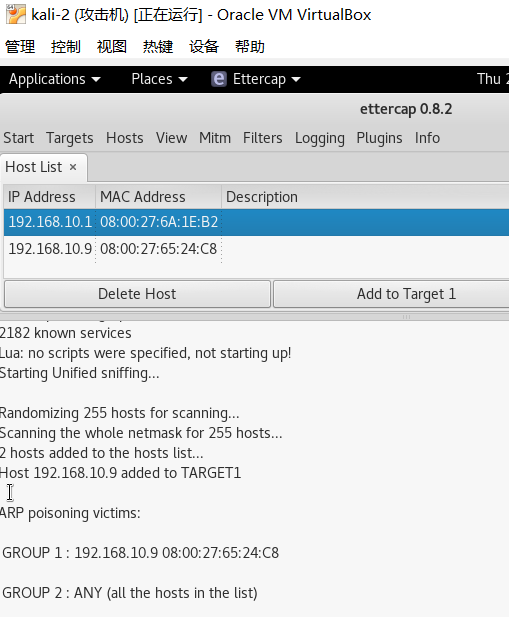 kali-2 (攻击机) [正在运行] - Oracle VM VirtualBox
管理 控制 视图 热键 设备 帮助
Applications Places Ettercap Thu 2
ettercap 0.8.2
Start Targets Hosts View Mitm Filters Logging Plugins Info
Host List ×
IP Address MAC Address Description
192.168.10.1 08:00:27:6A:1E:B2
192.168.10.9 08:00:27:65:24:C8
Delete Host Add to Target 1
2182 known services
Lua: no scripts were specified, not starting up!
Starting Unified sniffing...
Randomizing 255 hosts for scanning...
Scanning the whole netmask for 255 hosts...
2 hosts added to the hosts list...
Host 192.168.10.9 added to TARGET1
ARP poisoning victims:
GROUP 1 : 192.168.10.9 08:00:27:65:24:C8
GROUP 2 : ANY (all the hosts in the list)